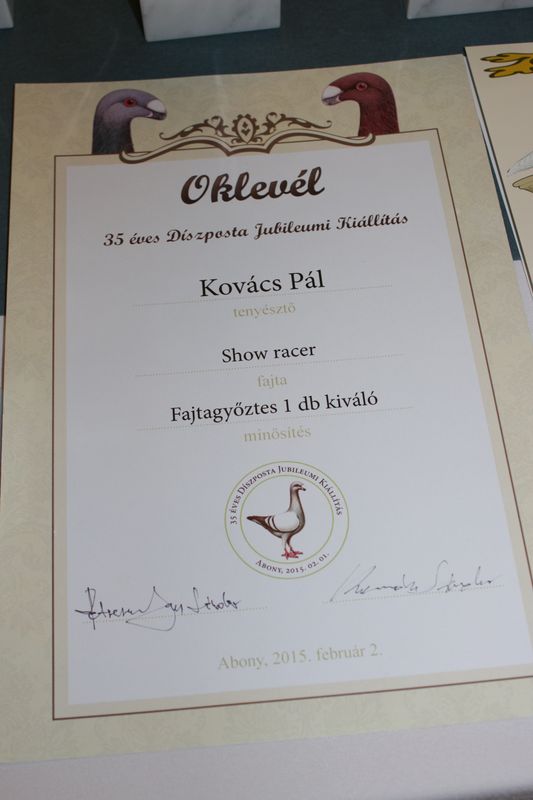 Oklevél
35 éves Díszposta Jubileumi Kiállítás
Kovács Pál
tenyésztő
Show racer
fajta
Fajtagyőztes 1 db kiváló
minösítés
35 éves Díszposta Jubileumi Kiállítás
Abony, 2015. 02. 01.
Abony, 2015. február 2.